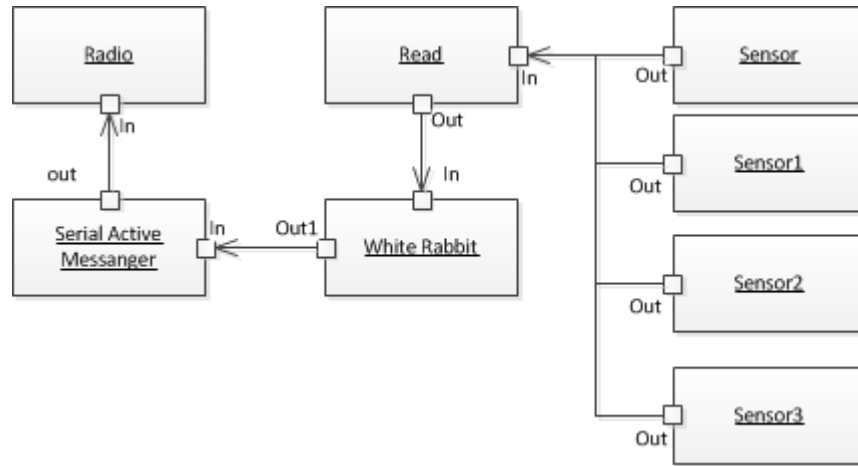 Radio
Read
Sensor
In
Out
In
Out
Sensor1
out
In
Out
Serial Active
Messanger
In
Out1
White Rabbit
Sensor2
Out
Sensor3
Out